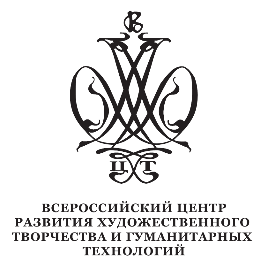 В
Ц Т
ВСЕРОССИЙСКИЙ ЦЕНТР
РАЗВИТИЯ ХУДОЖЕСТВЕННОГО
ТВОРЧЕСТВА И ГУМАНИТАРНЫХ
ТЕХНОЛОГИЙ